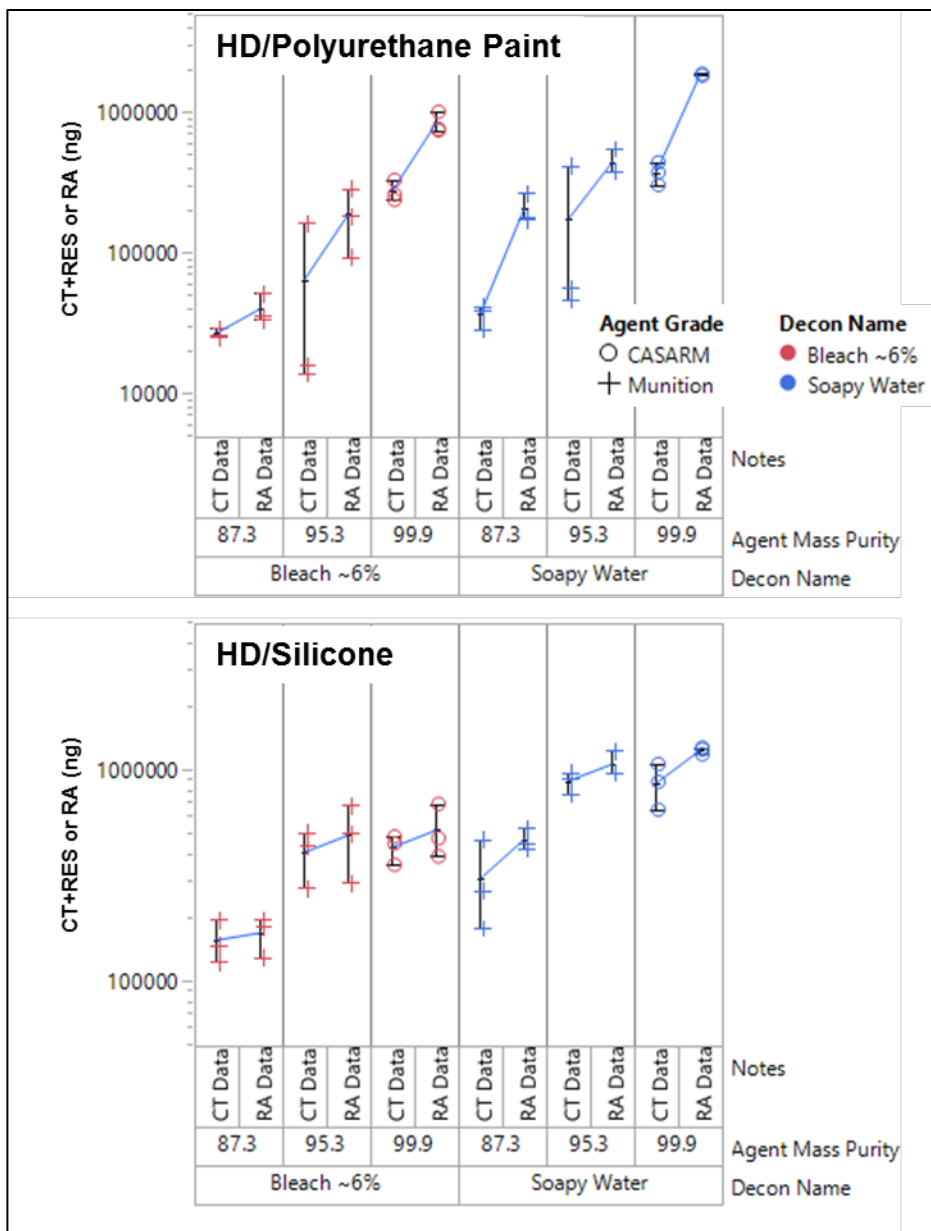 HD/Polyurethane Paint
CT+RES or RA (ng)
1000000
100000
10000
Agent Grade Decon Name
CASARM Bleach ~6%
Munition Soapy Water
CT Data RA Data CT Data RA Data CT Data RA Data CT Data RA Data CT Data RA Data CT Data RA Data Notes
87.3 95.3 99.9 87.3 95.3 99.9 Agent Mass Purity
Bleach ~6% Soapy Water Decon Name
HD/Silicone
CT+RES or RA (ng)
1000000
100000
CT Data RA Data CT Data RA Data CT Data RA Data CT Data RA Data CT Data RA Data CT Data RA Data Notes
87.3 95.3 99.9 87.3 95.3 99.9 Agent Mass Purity
Bleach ~6% Soapy Water Decon Name